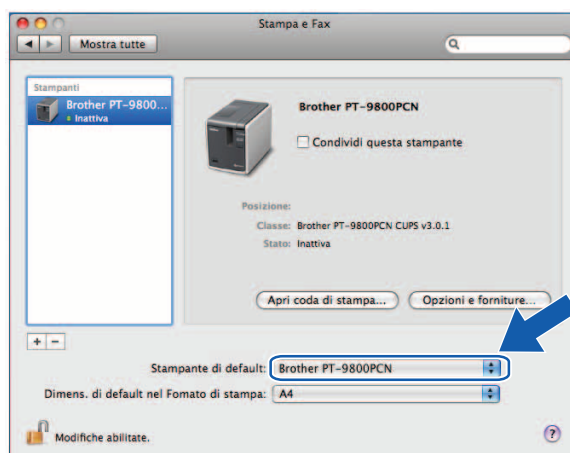 Stampa e Fax
Mostra tutte
Stampanti
Brother PT-9800...
Inattiva
Brother PT-9800PCN
Condividi questa stampante
Posizione:
Classe: Brother PT-9800PCN CUPS v3.0.1
Stato: Inattiva
Apri coda di stampa... Opzioni e forniture...
+ −
Stampante di default: Brother PT-9800PCN
Dimens. di default nel Fomato di stampa: A4
Modifiche abilitate. ?